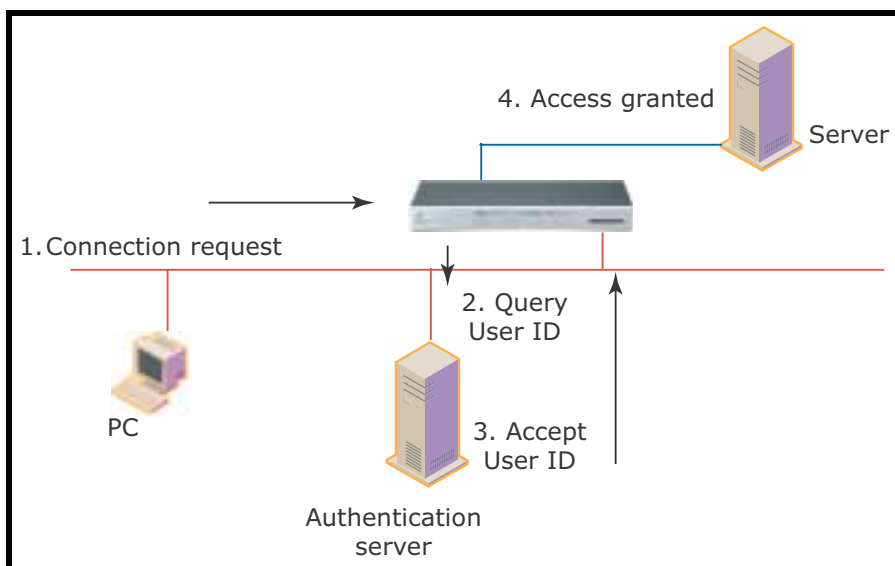 4. Access granted
Server
1. Connection request
2. Query
User ID
PC
3. Accept
User ID
Authentication
server